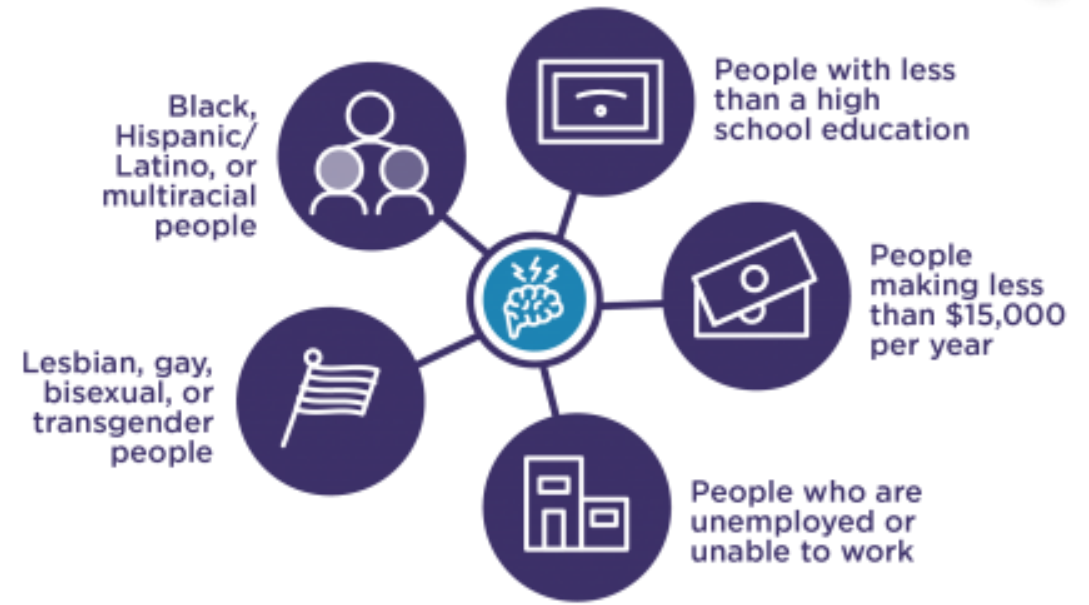 Black,
Hispanic/
Latino, or
multiracial
people
People with less
than a high
school education
People
making less
than $15,000
per year
Lesbian, gay,
bisexual, or
transgender
people
People who are
unemployed or
unable to work